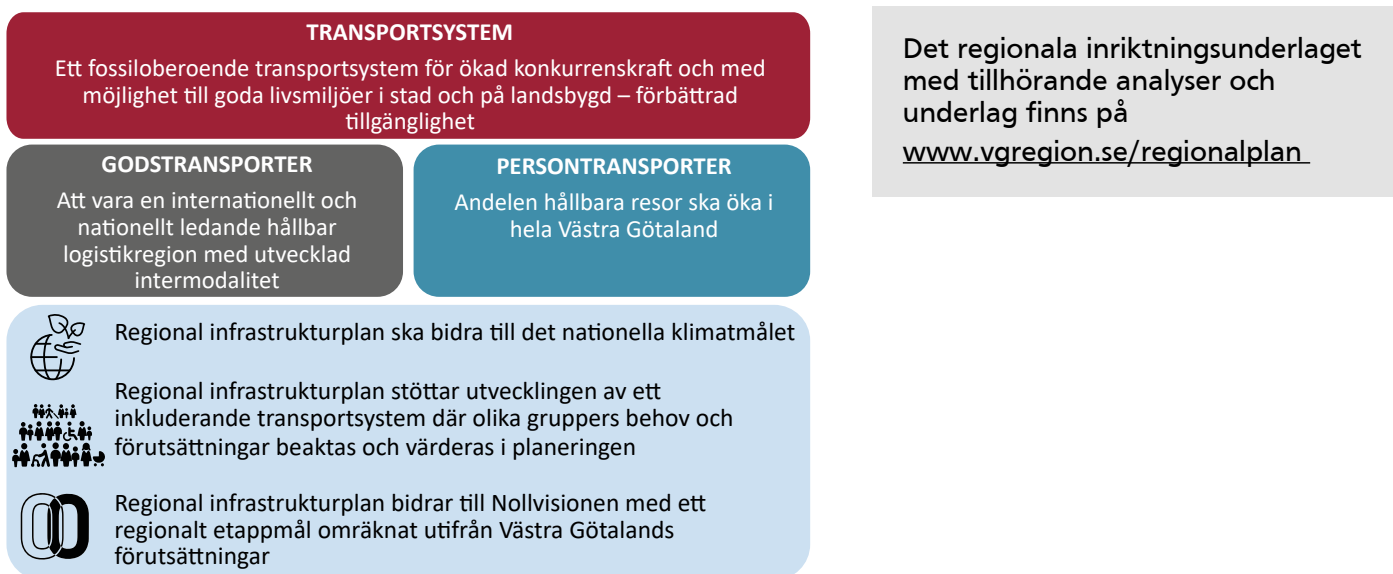 TRANSPORTSYSTEM
Ett fossiloberoende transportsystem för ökad konkurrenskraft och med
möjlighet till goda livsmiljöer i stad och på landsbygd – förbättrad
tillgänglighet
GODSTRANSPORTER
Att vara en internationellt och
nationellt ledande hållbar
logistikregion med utvecklad
intermodalitet
PERSONTRANSPORTER
Andelen hållbara resor ska öka i
hela Västra Götaland
Regional infrastrukturplan ska bidra till det nationella klimatmålet
Regional infrastrukturplan stöttar utvecklingen av ett
inkluderande transportsystem där olika gruppers behov och
förutsättningar beaktas och värderas i planeringen
Regional infrastrukturplan bidrar till Nollvisionen med ett
regionalt etappmål omräknat utifrån Västra Götalands
förutsättningar
Det regionala inriktningsunderlaget
med tillhörande analyser och
underlag finns på
www.vgregion.se/regionalplan